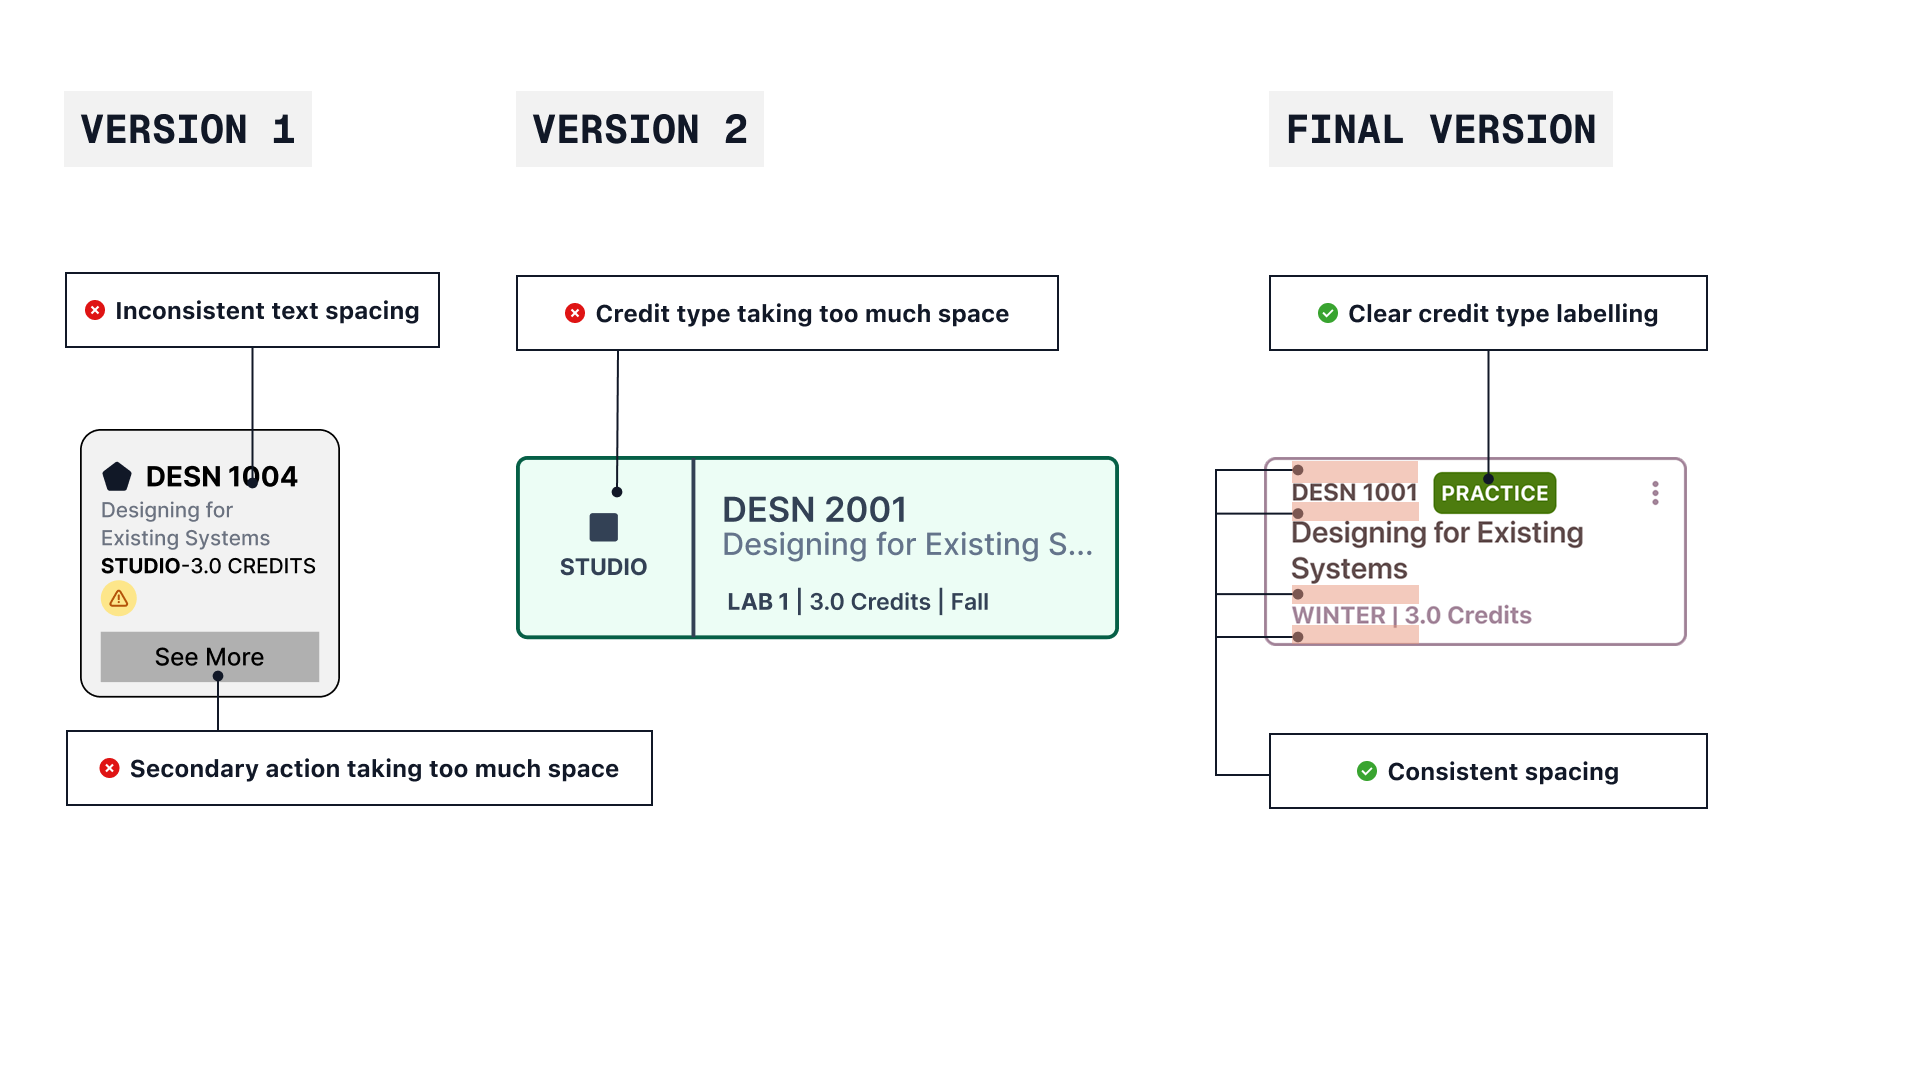 VERSION 1
Inconsistent text spacing
DESN 1004
Designing for
Existing Systems
STUDIO-3.0 CREDITS
See More
Secondary action taking too much space
VERSION 2
Credit type taking too much space
STUDIO
DESN 2001
Designing for Existing S...
LAB 1 | 3.0 Credits | Fall
FINAL VERSION
Clear credit type labelling
DESN 1001 PRACTICE
Designing for Existing
Systems
WINTER | 3.0 Credits
Consistent spacing